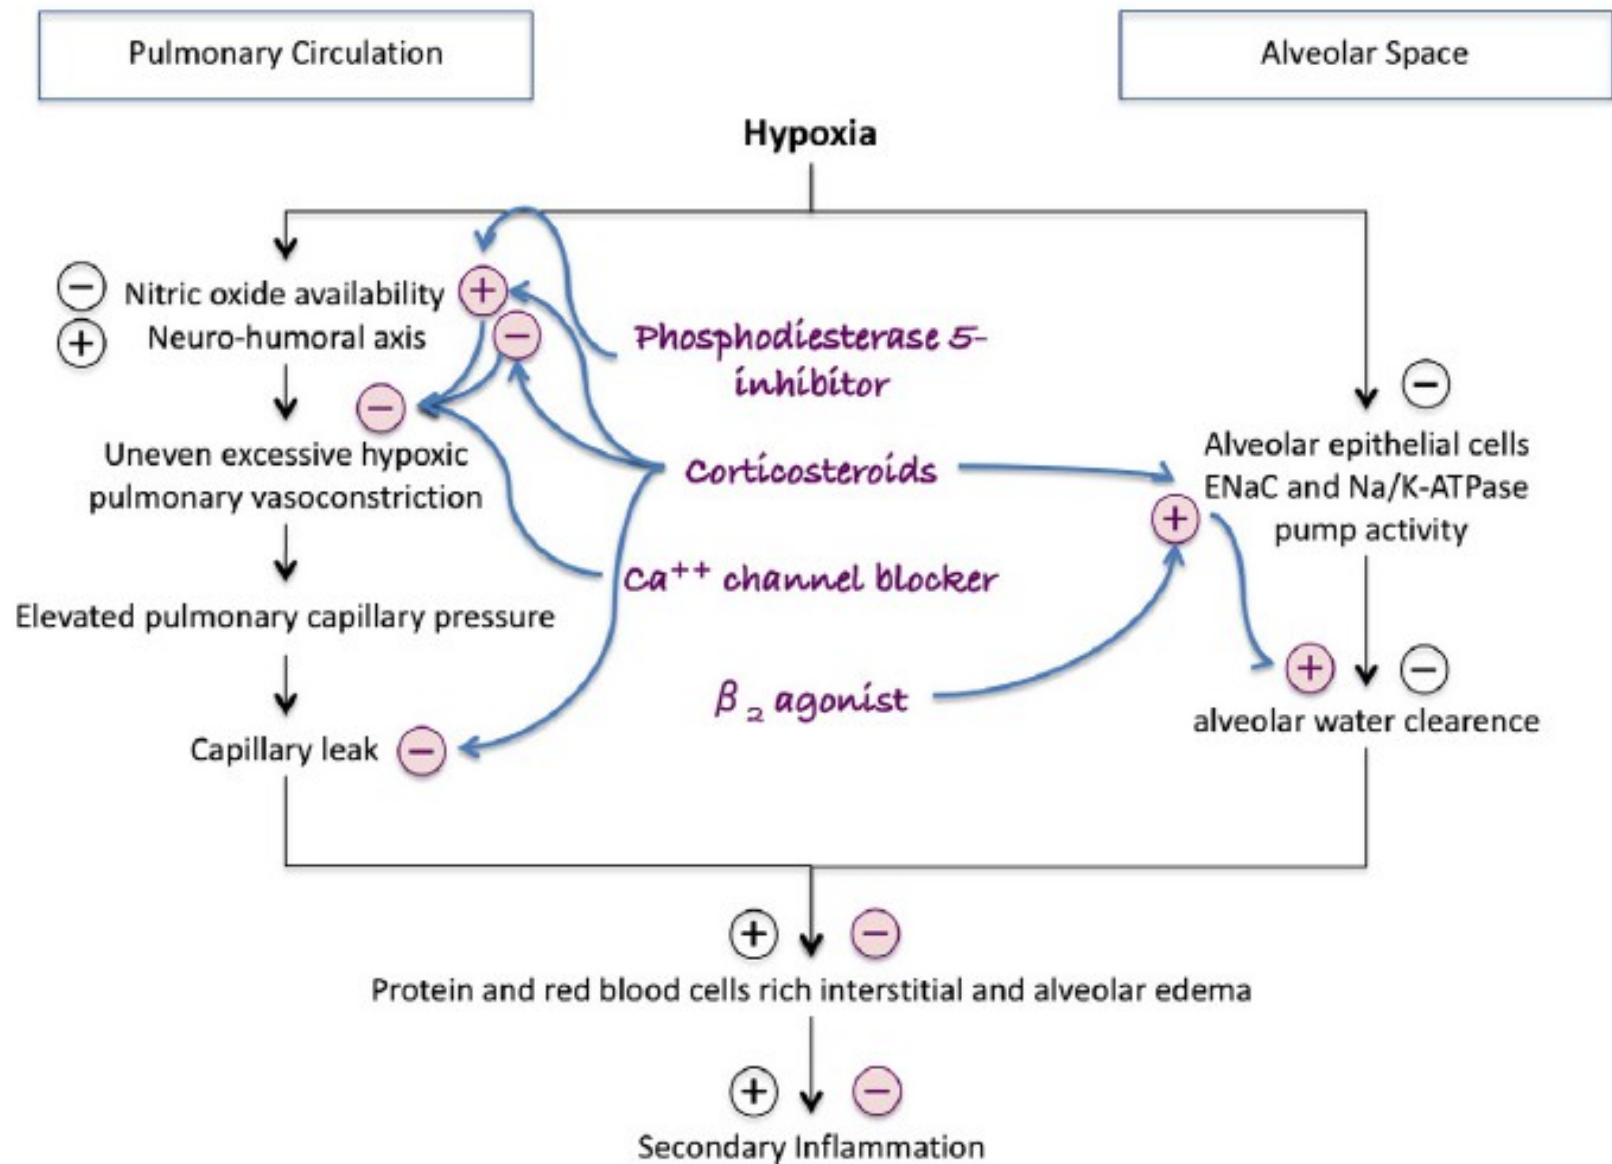 Pulmonary Circulation
Alveolar Space
Hypoxia
− Nitric oxide availability +
+ Neuro-humoral axis −
Phosphodiesterase 5-
inhibitor
−
−
Uneven excessive hypoxic
pulmonary vasoconstriction
Corticosteroids
Alveolar epithelial cells
ENaC and Na/K-ATPase
pump activity
+
Ca⁺⁺ channel blocker
Elevated pulmonary capillary pressure
β₂ agonist
+ −
alveolar water clearence
Capillary leak −
+ −
Protein and red blood cells rich interstitial and alveolar edema
+ −
Secondary Inflammation